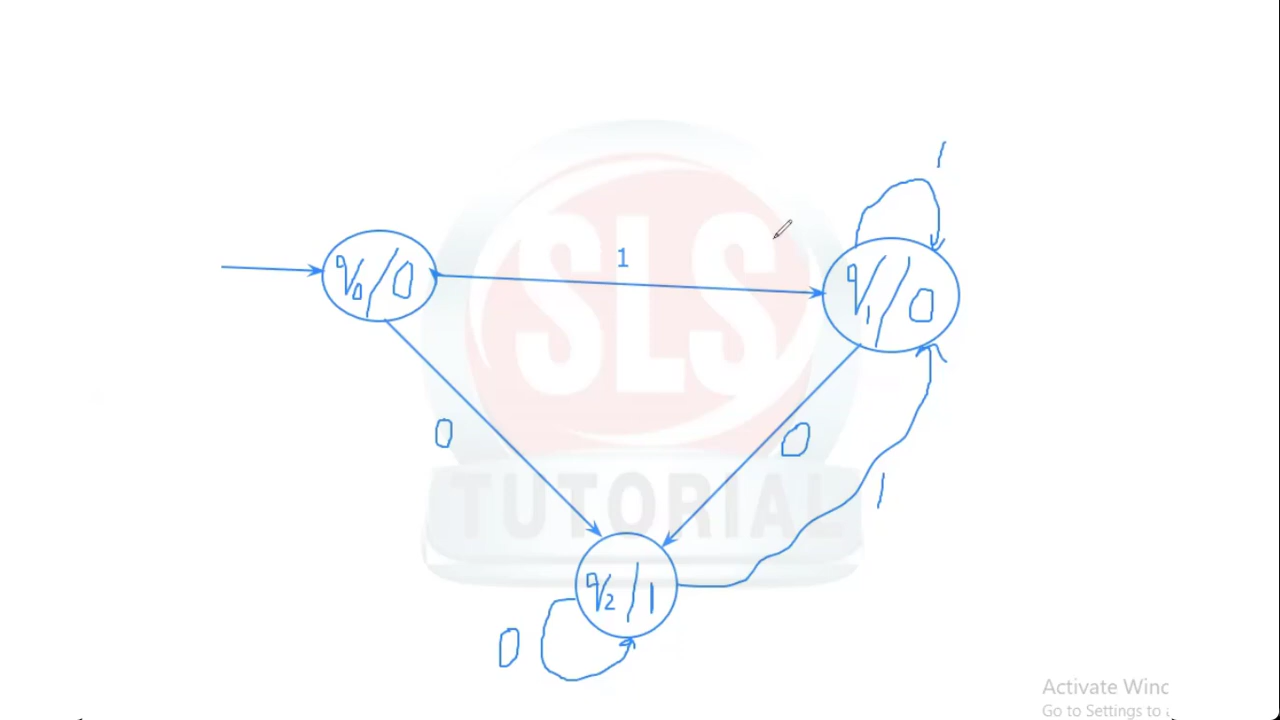 1
1
q0/0
q1/0
SLS
0
0
TUTORIAL
1
q2/1
0
Activate Winc
Go to Settings to a